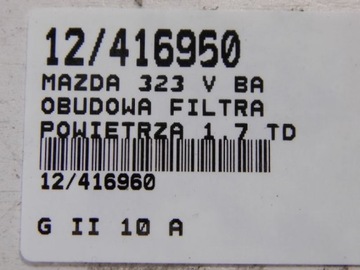 12/416950
MAZDA 323 V BA
OBUDOWA FILTRA
POWIETRZA 1.7 TD
12/416960
G II 10 A